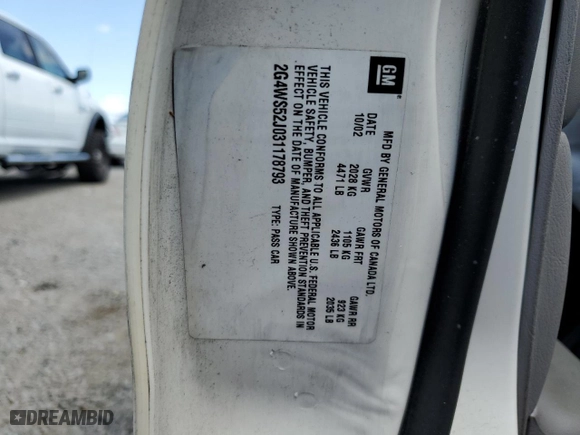 GM
MFD BY GENERAL MOTORS OF CANADA LTD.
DATE GVWR GAWR FRT GAWR RR
10/02 2028 KG 1105 KG 923 KG
4471 LB 2436 LB 2035 LB
THIS VEHICLE CONFORMS TO ALL APPLICABLE U.S. FEDERAL MOTOR
VEHICLE SAFETY, BUMPER, AND THEFT PREVENTION STANDARDS IN
EFFECT ON THE DATE OF MANUFACTURE SHOWN ABOVE.
2G4WS52J031178793 TYPE: PASS CAR
DREAMBID